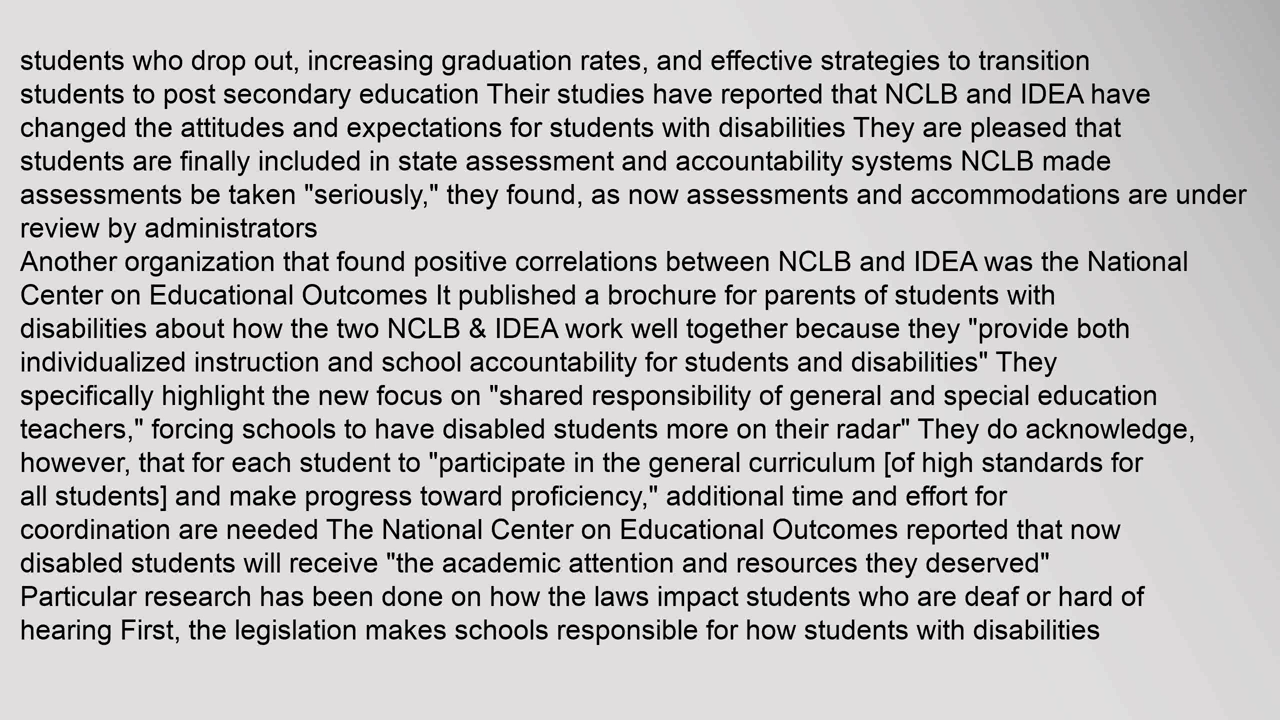 students who drop out, increasing graduation rates, and effective strategies to transition
students to post secondary education Their studies have reported that NCLB and IDEA have
changed the attitudes and expectations for students with disabilities They are pleased that
students are finally included in state assessment and accountability systems NCLB made
assessments be taken "seriously," they found, as now assessments and accommodations are under
review by administrators
Another organization that found positive correlations between NCLB and IDEA was the National
Center on Educational Outcomes It published a brochure for parents of students with
disabilities about how the two NCLB & IDEA work well together because they "provide both
individualized instruction and school accountability for students and disabilities" They
specifically highlight the new focus on "shared responsibility of general and special education
teachers," forcing schools to have disabled students more on their radar" They do acknowledge,
however, that for each student to "participate in the general curriculum [of high standards for
all students] and make progress toward proficiency," additional time and effort for
coordination are needed The National Center on Educational Outcomes reported that now
disabled students will receive "the academic attention and resources they deserved"
Particular research has been done on how the laws impact students who are deaf or hard of
hearing First, the legislation makes schools responsible for how students with disabilities